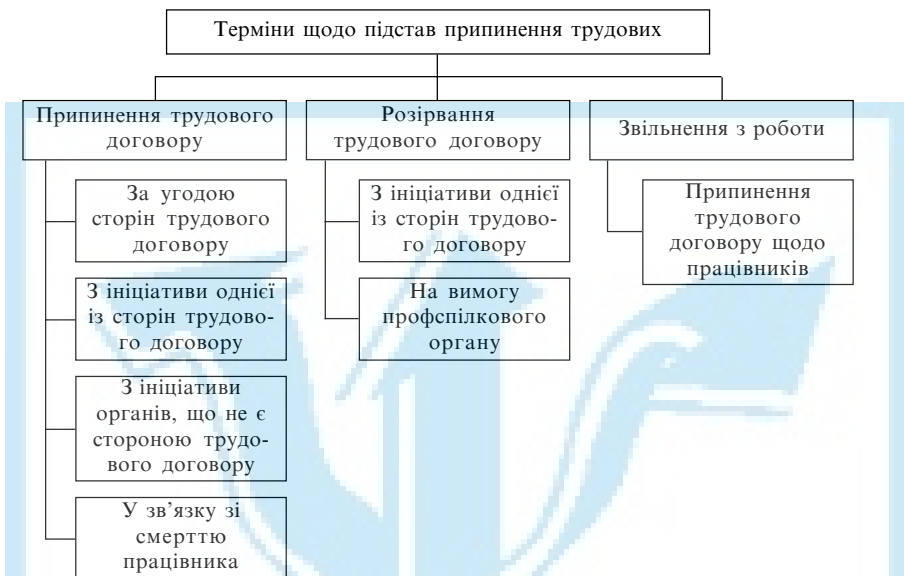 Терміни щодо підстав припинення трудових
Припинення трудового
договору
За угодою
сторін трудового
договору
З ініціативи однієї
із сторін трудово-
го договору
З ініціативи
органів, що не є
стороною трудо-
вого договору
У зв'язку зі
смерттю
працівника
Розірвання
трудового договору
З ініціативи однієї
із сторін трудово-
го договору
На вимогу
профспілкового
органу
Звільнення з роботи
Припинення
трудового
договору щодо
працівників